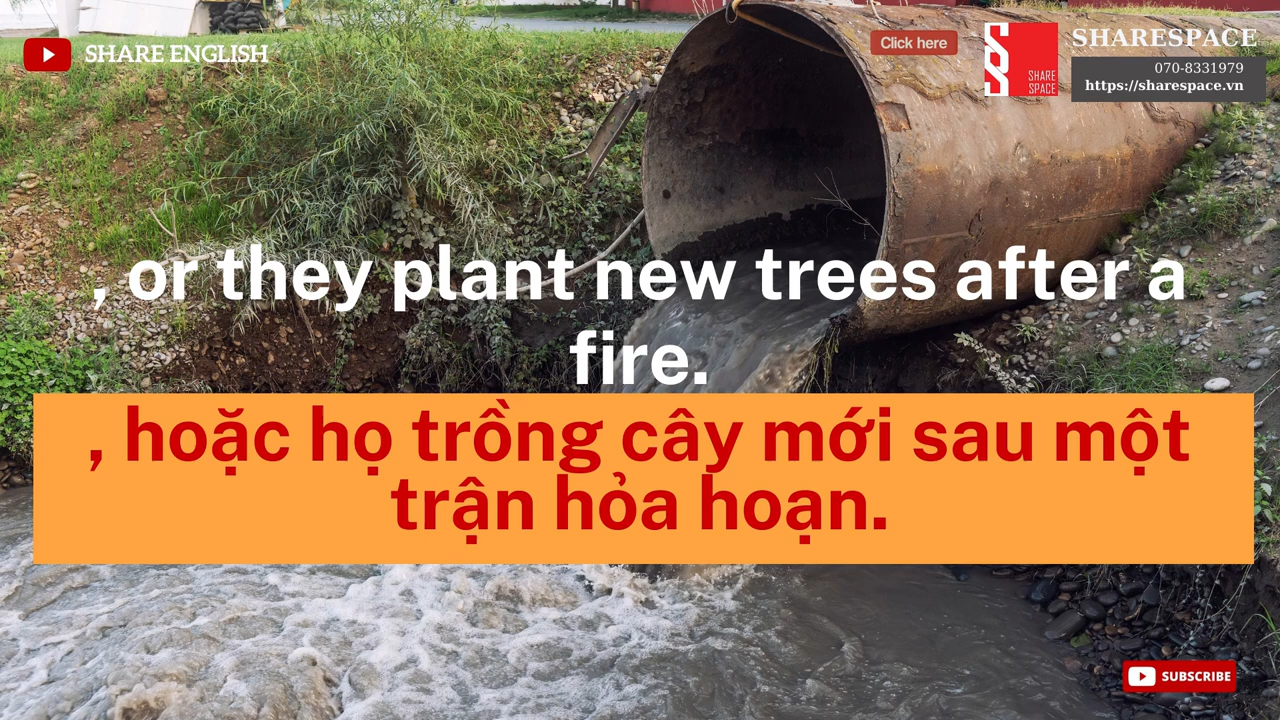 SHARE ENGLISH
Click here
SHARE
SPACE
SHARESPACE
070-8331979
https://sharespace.vn
, or they plant new trees after a
fire.
, hoặc họ trồng cây mới sau một
trận hỏa hoạn.
SUBSCRIBE